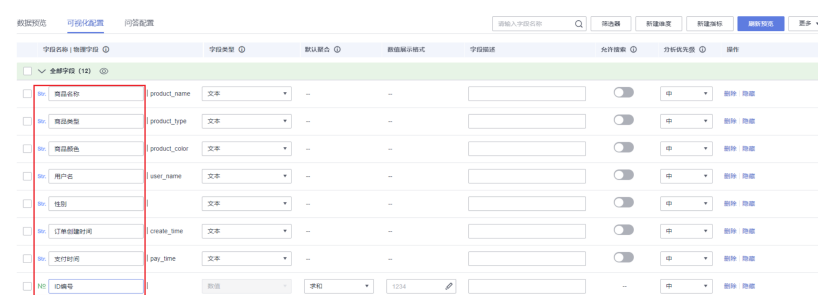 数据预览 可视化配置 问答配置 请输入字段名称 筛选器 新建维度 新建指标 刷新预览 更多
字段名称 | 物理字段 字段类型 默认聚合 数值展示格式 字段描述 允许搜索 分析优先级 操作
全部字段 (12)
Str. 商品名称 | product_name 文本 -- -- 中 删除 隐藏
Str. 商品类型 | product_type 文本 -- -- 中 删除 隐藏
Str. 商品颜色 | product_color 文本 -- -- 中 删除 隐藏
Str. 用户名 | user_name 文本 -- -- 中 删除 隐藏
Str. 性别 | 文本 -- -- 中 删除 隐藏
Str. 订单创建时间 | create_time 文本 -- -- 中 删除 隐藏
Str. 支付时间 | pay_time 文本 -- -- 中 删除 隐藏
№ ID编号 | 数值 求和 1234 -- 中 删除 隐藏